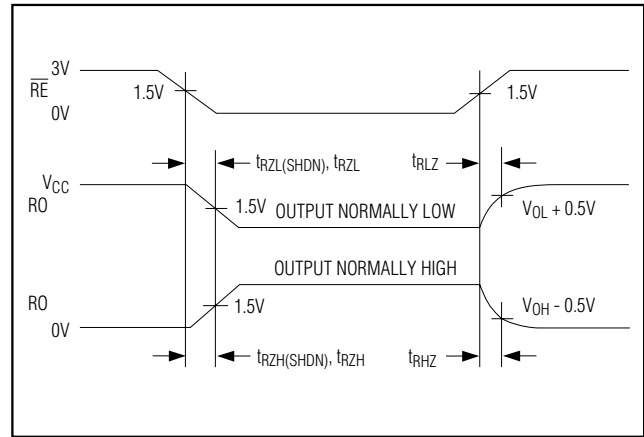 3V
R̅E̅
1.5V
1.5V
0V
tRZL(SHDN), tRZL
tRLZ
VCC
RO
1.5V
OUTPUT NORMALLY LOW
VOL + 0.5V
OUTPUT NORMALLY HIGH
RO
1.5V
VOH - 0.5V
0V
tRZH(SHDN), tRZH
tRHZ